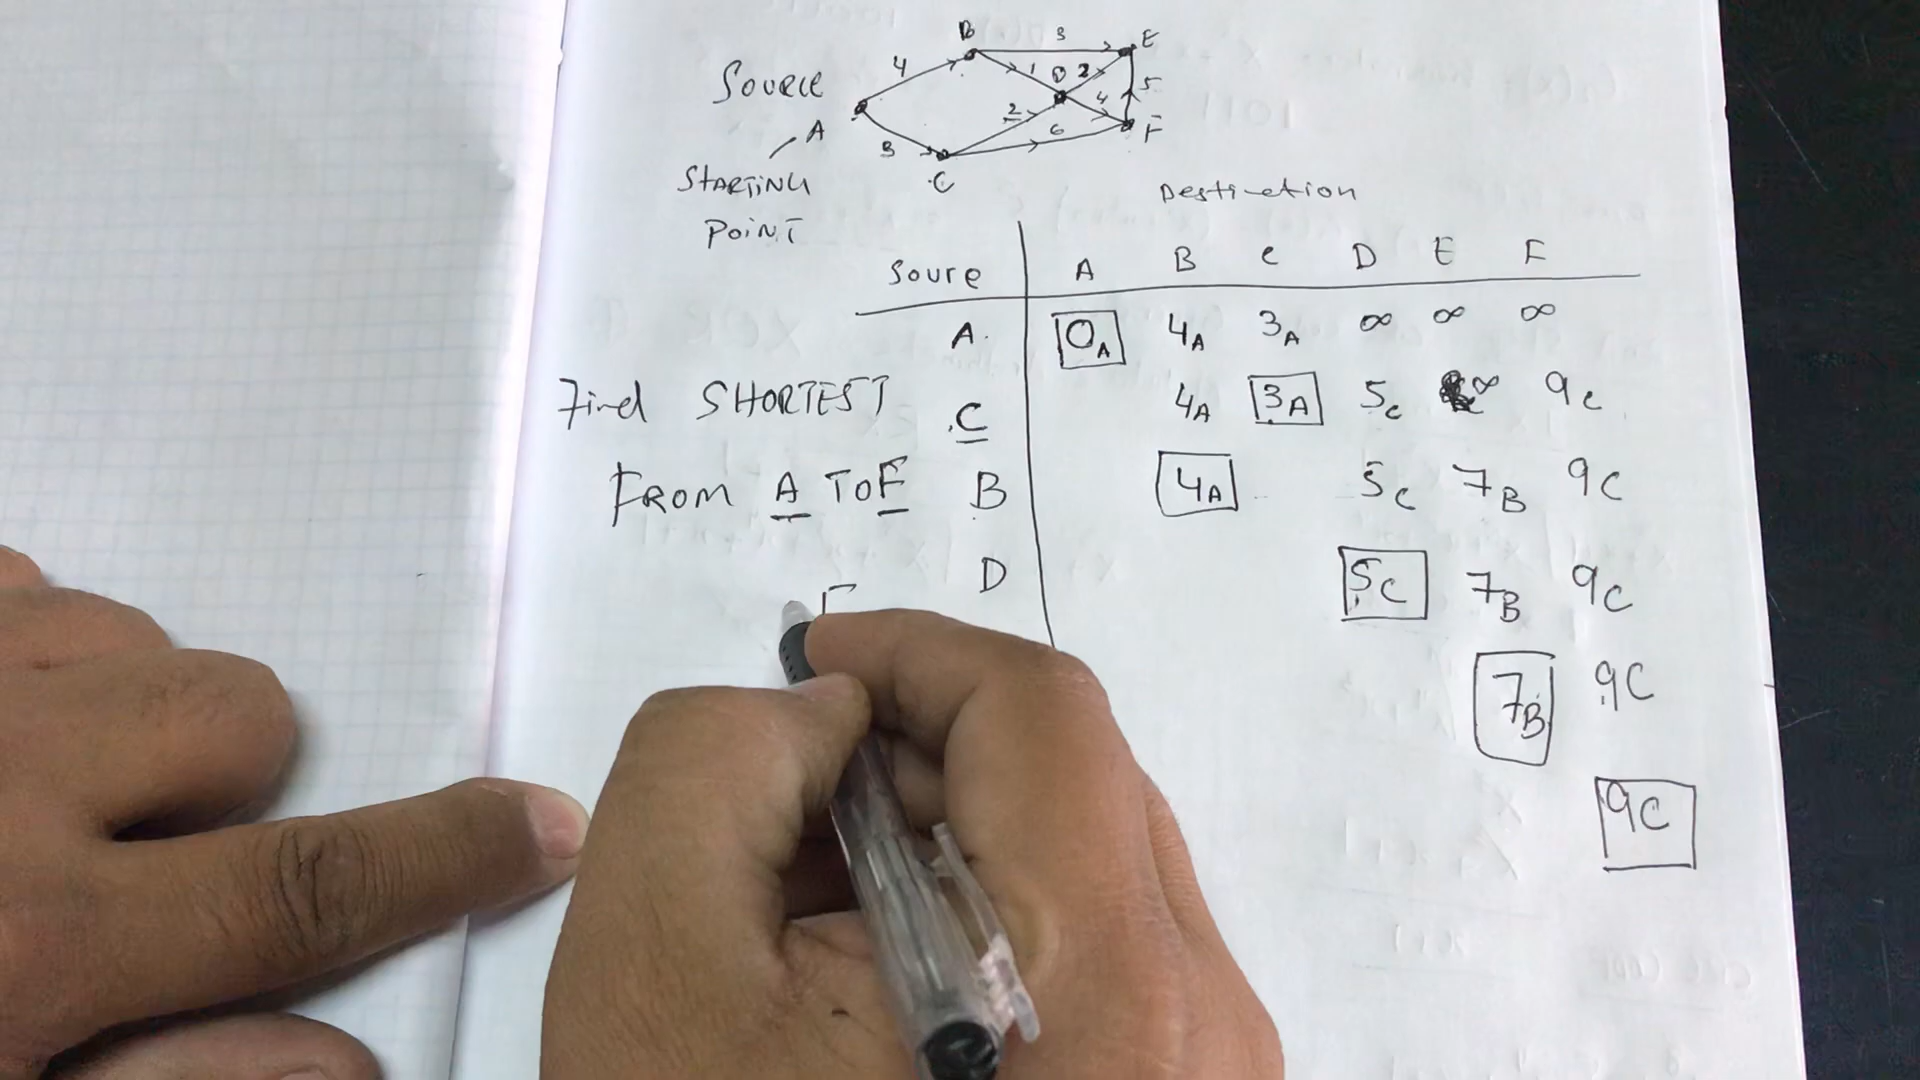 B 3 E
4 1 D 2
SOURCE 2 4 5
A 6 F
3
STARTING C
POINT
Destinetion
Soure A B C D E F
A. 0A 4A 3A ∞ ∞ ∞
Find SHORTEST .C 4A 3A 5C ∞ 9C
FROM A TO F B 4A 5C 7B 9C
D 5C 7B 9C
7B 9C
9C